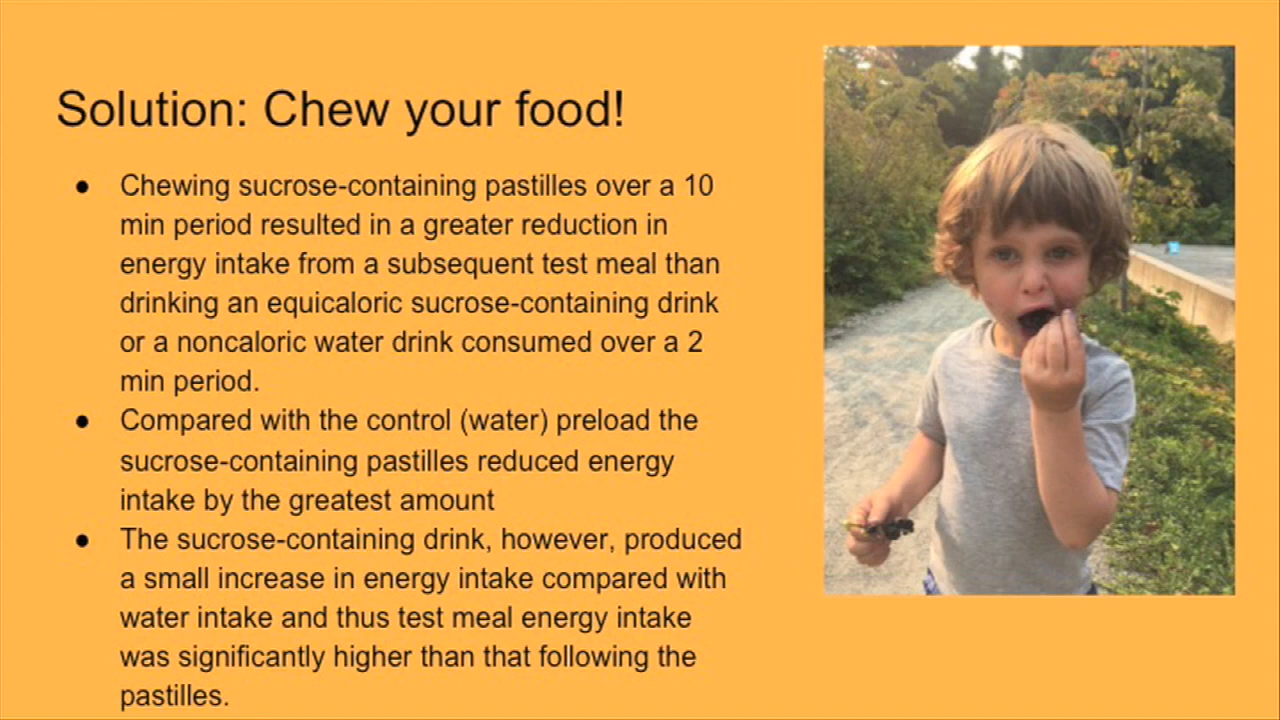 Solution: Chew your food!
● Chewing sucrose-containing pastilles over a 10
min period resulted in a greater reduction in
energy intake from a subsequent test meal than
drinking an equicaloric sucrose-containing drink
or a noncaloric water drink consumed over a 2
min period.
● Compared with the control (water) preload the
sucrose-containing pastilles reduced energy
intake by the greatest amount
● The sucrose-containing drink, however, produced
a small increase in energy intake compared with
water intake and thus test meal energy intake
was significantly higher than that following the
pastilles.